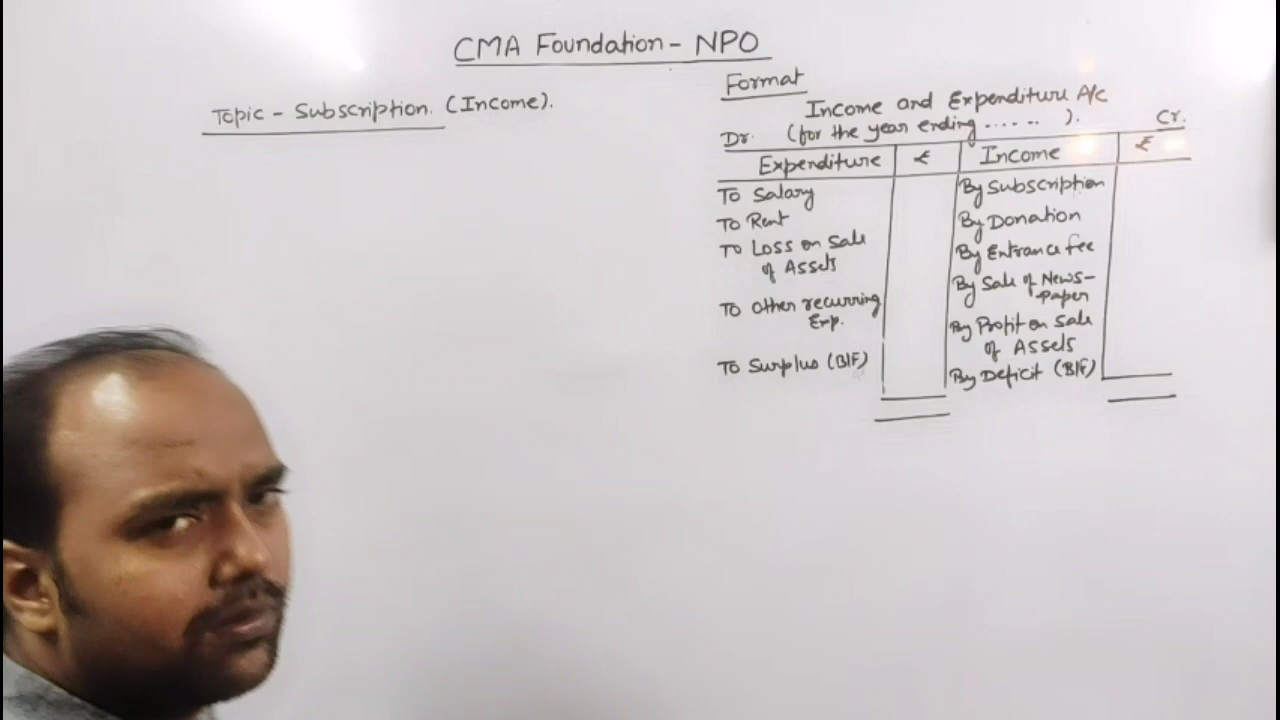 CMA Foundation - NPO
Topic - Subscription. (Income).
Format
Income and Expenditure A/c
Dr. (for the year ending ...... ). Cr.
Expenditure ₹ Income ₹
To Salary
To Rent
To Loss on Sale
of Assets
To Other recurring
Exp.
To Surplus (B/F)
By Subscription
By Donation
By Entrance fee
By Sale of News-
paper
By Profit on Sale
of Assets
By Deficit (B/F)